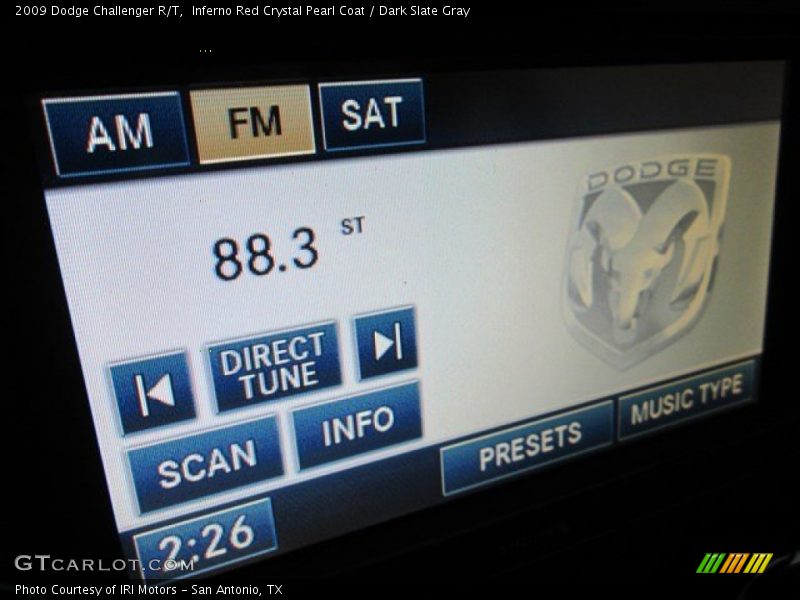 2009 Dodge Challenger R/T,  Inferno Red Crystal Pearl Coat / Dark Slate Gray
...
AM FM SAT
DODGE
88.3 ST
DIRECT
TUNE
SCAN INFO PRESETS MUSIC TYPE
2:26
GTCARLOT.COM
Photo Courtesy of IRI Motors - San Antonio, TX